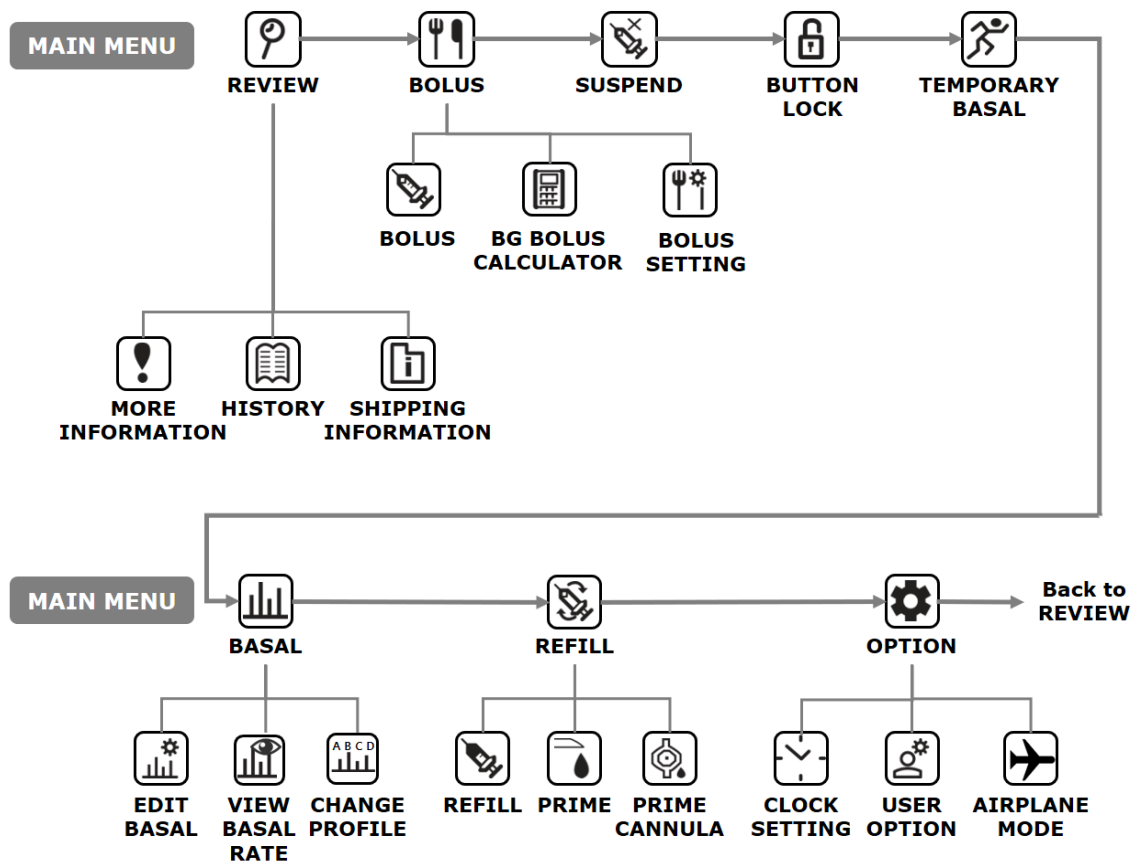 MAIN MENU
REVIEW
BOLUS
SUSPEND
BUTTON
LOCK
TEMPORARY
BASAL
BOLUS
BG BOLUS
CALCULATOR
BOLUS
SETTING
MORE
INFORMATION
HISTORY
SHIPPING
INFORMATION
MAIN MENU
BASAL
REFILL
OPTION
Back to
REVIEW
A B C D
EDIT
BASAL
VIEW
BASAL
RATE
CHANGE
PROFILE
REFILL
PRIME
PRIME
CANNULA
CLOCK
SETTING
USER
OPTION
AIRPLANE
MODE